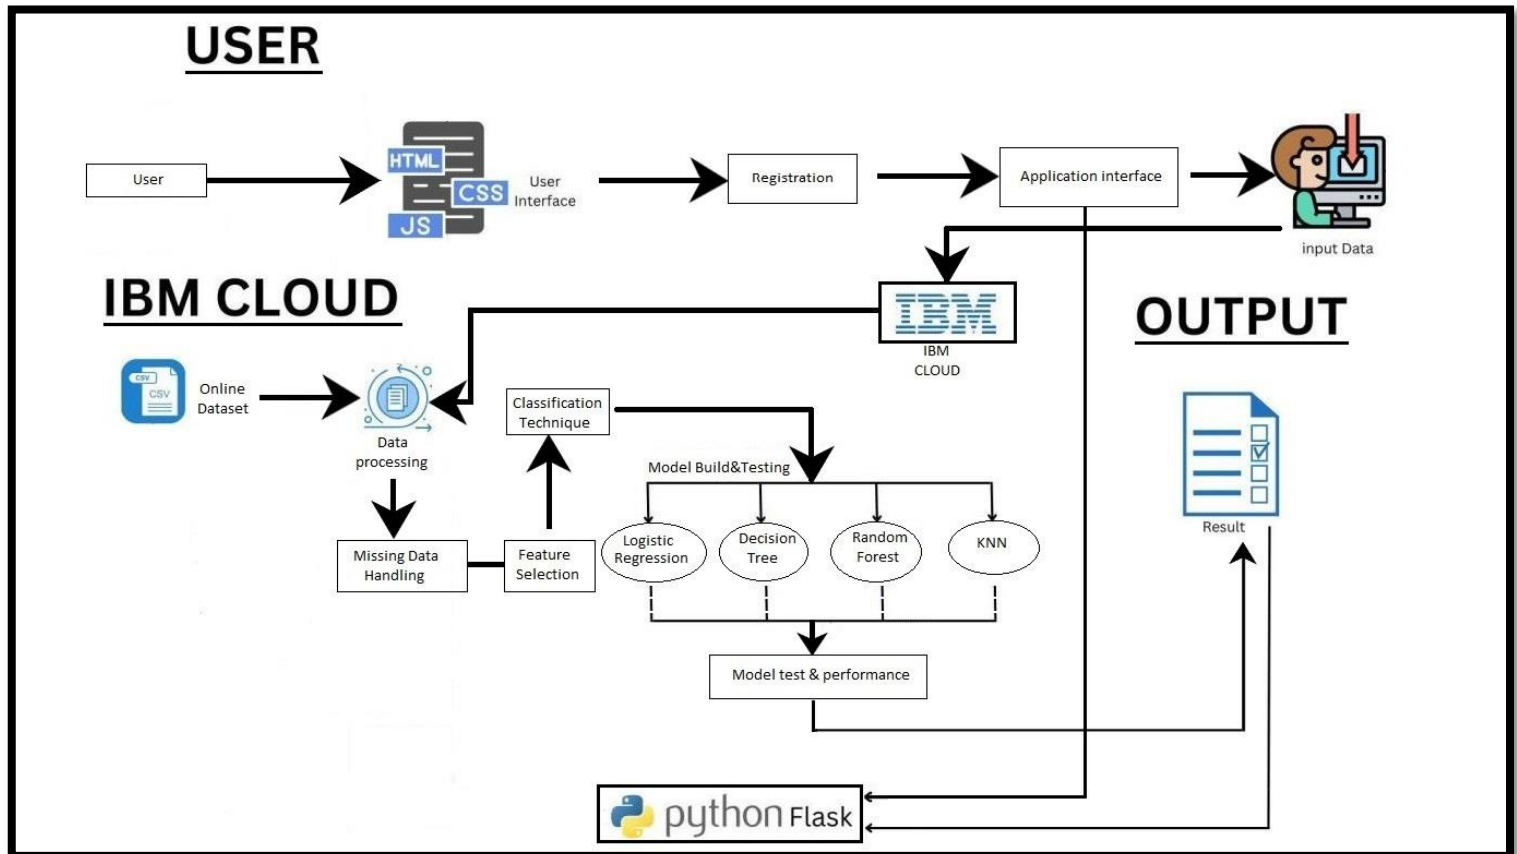 USER
User
HTML
CSS
JS
User
Interface
Registration
Application interface
input Data
IBM CLOUD
IBM
IBM
CLOUD
OUTPUT
CSV
CSV
Online
Dataset
Data
processing
Classification
Technique
Model Build&Testing
Missing Data
Handling
Feature
Selection
Logistic
Regression
Decision
Tree
Random
Forest
KNN
Model test & performance
Result
python Flask